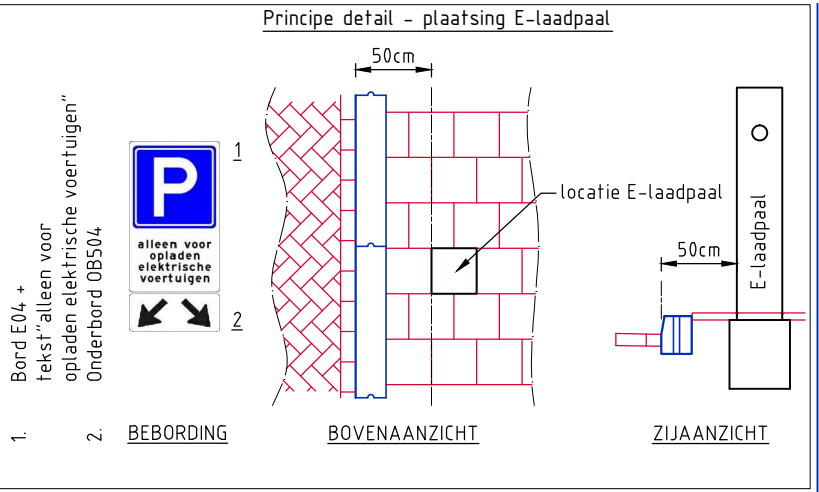 Principe detail - plaatsing E-laadpaal
1. Bord E04 +
tekst"alleen voor
opladen elektrische voertuigen"
2. Onderbord OB504
P
alleen voor
opladen
elektrische
voertuigen
1
2
BEBORDING
50cm
locatie E-laadpaal
BOVENAANZICHT
50cm
E-laadpaal
ZIJAANZICHT